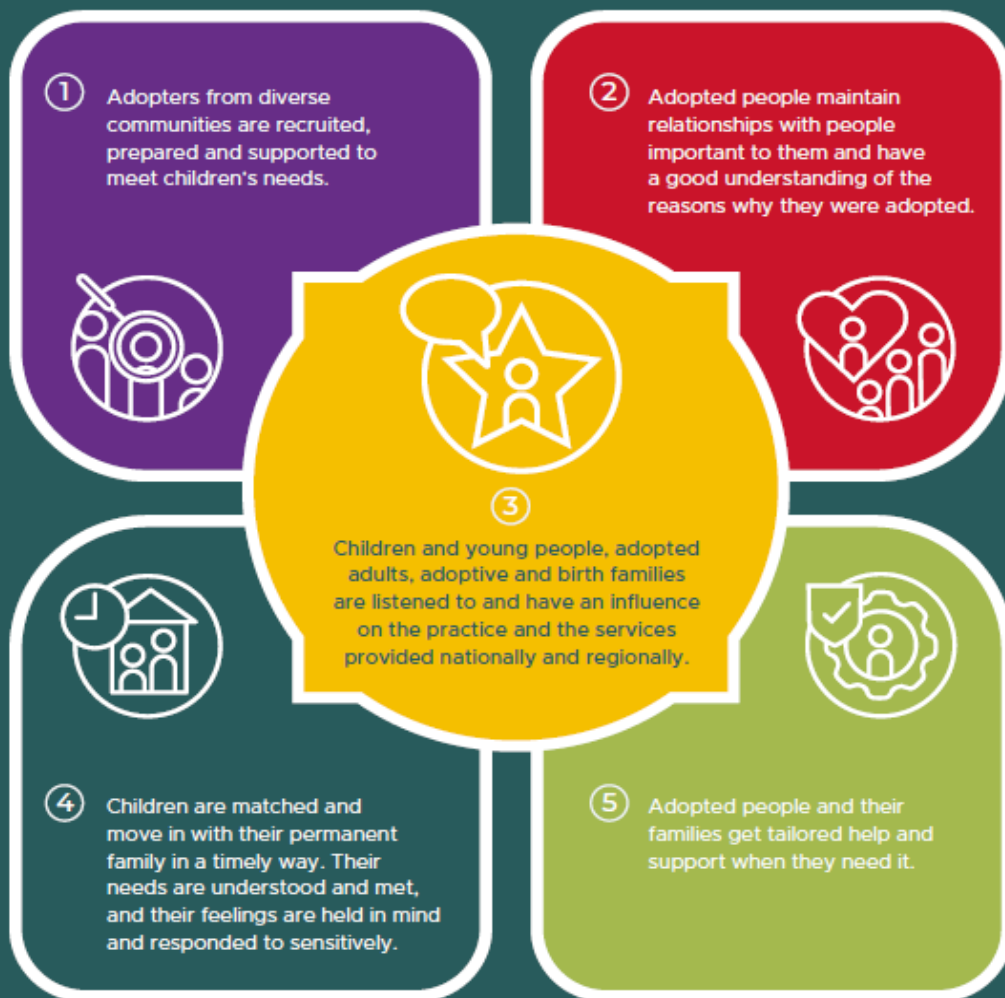 1
Adopters from diverse
communities are recruited,
prepared and supported to
meet children's needs.
2
Adopted people maintain
relationships with people
important to them and have
a good understanding of the
reasons why they were adopted.
3
Children and young people, adopted
adults, adoptive and birth families
are listened to and have an influence
on the practice and the services
provided nationally and regionally.
4
Children are matched and
move in with their permanent
family in a timely way. Their
needs are understood and met,
and their feelings are held in mind
and responded to sensitively.
5
Adopted people and their
families get tailored help and
support when they need it.